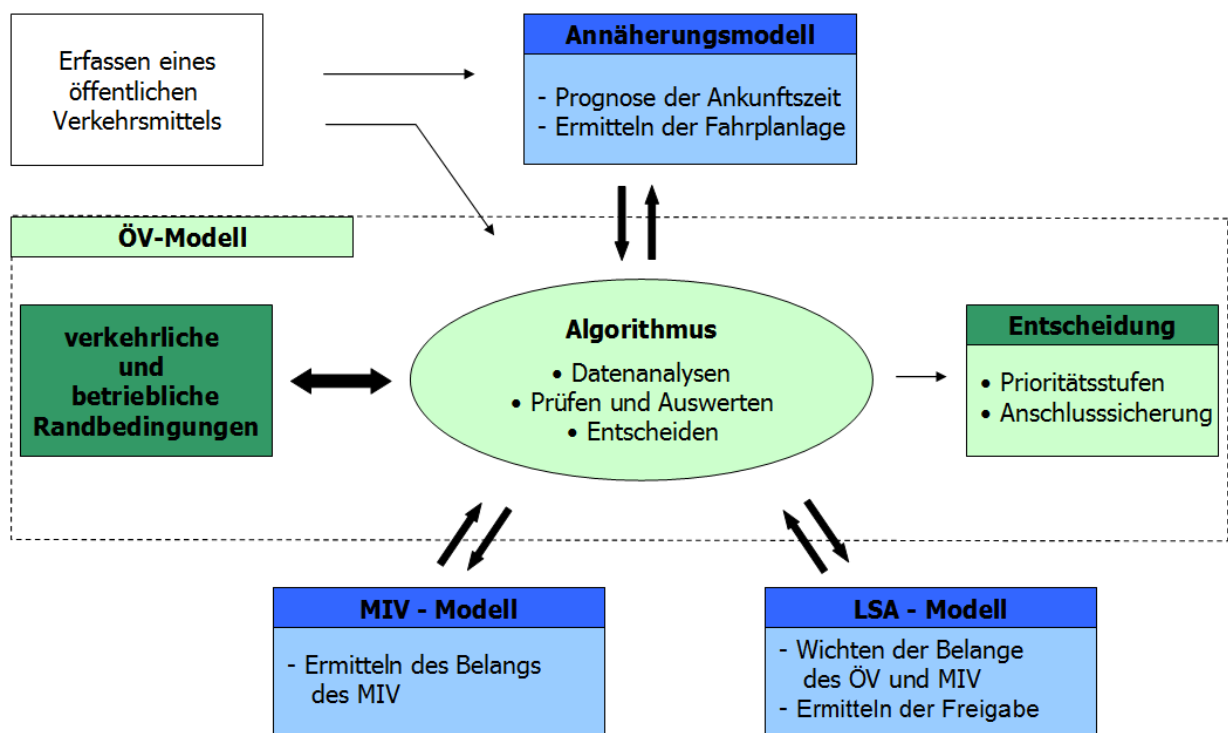 Erfassen eines
öffentlichen
Verkehrsmittels
Annäherungsmodell
- Prognose der Ankunftszeit
- Ermitteln der Fahrplanlage
ÖV-Modell
verkehrliche
und
betriebliche
Randbedingungen
Algorithmus
• Datenanalysen
• Prüfen und Auswerten
• Entscheiden
Entscheidung
• Prioritätsstufen
• Anschlusssicherung
MIV - Modell
- Ermitteln des Belangs
des MIV
LSA - Modell
- Wichten der Belange
des ÖV und MIV
- Ermitteln der Freigabe